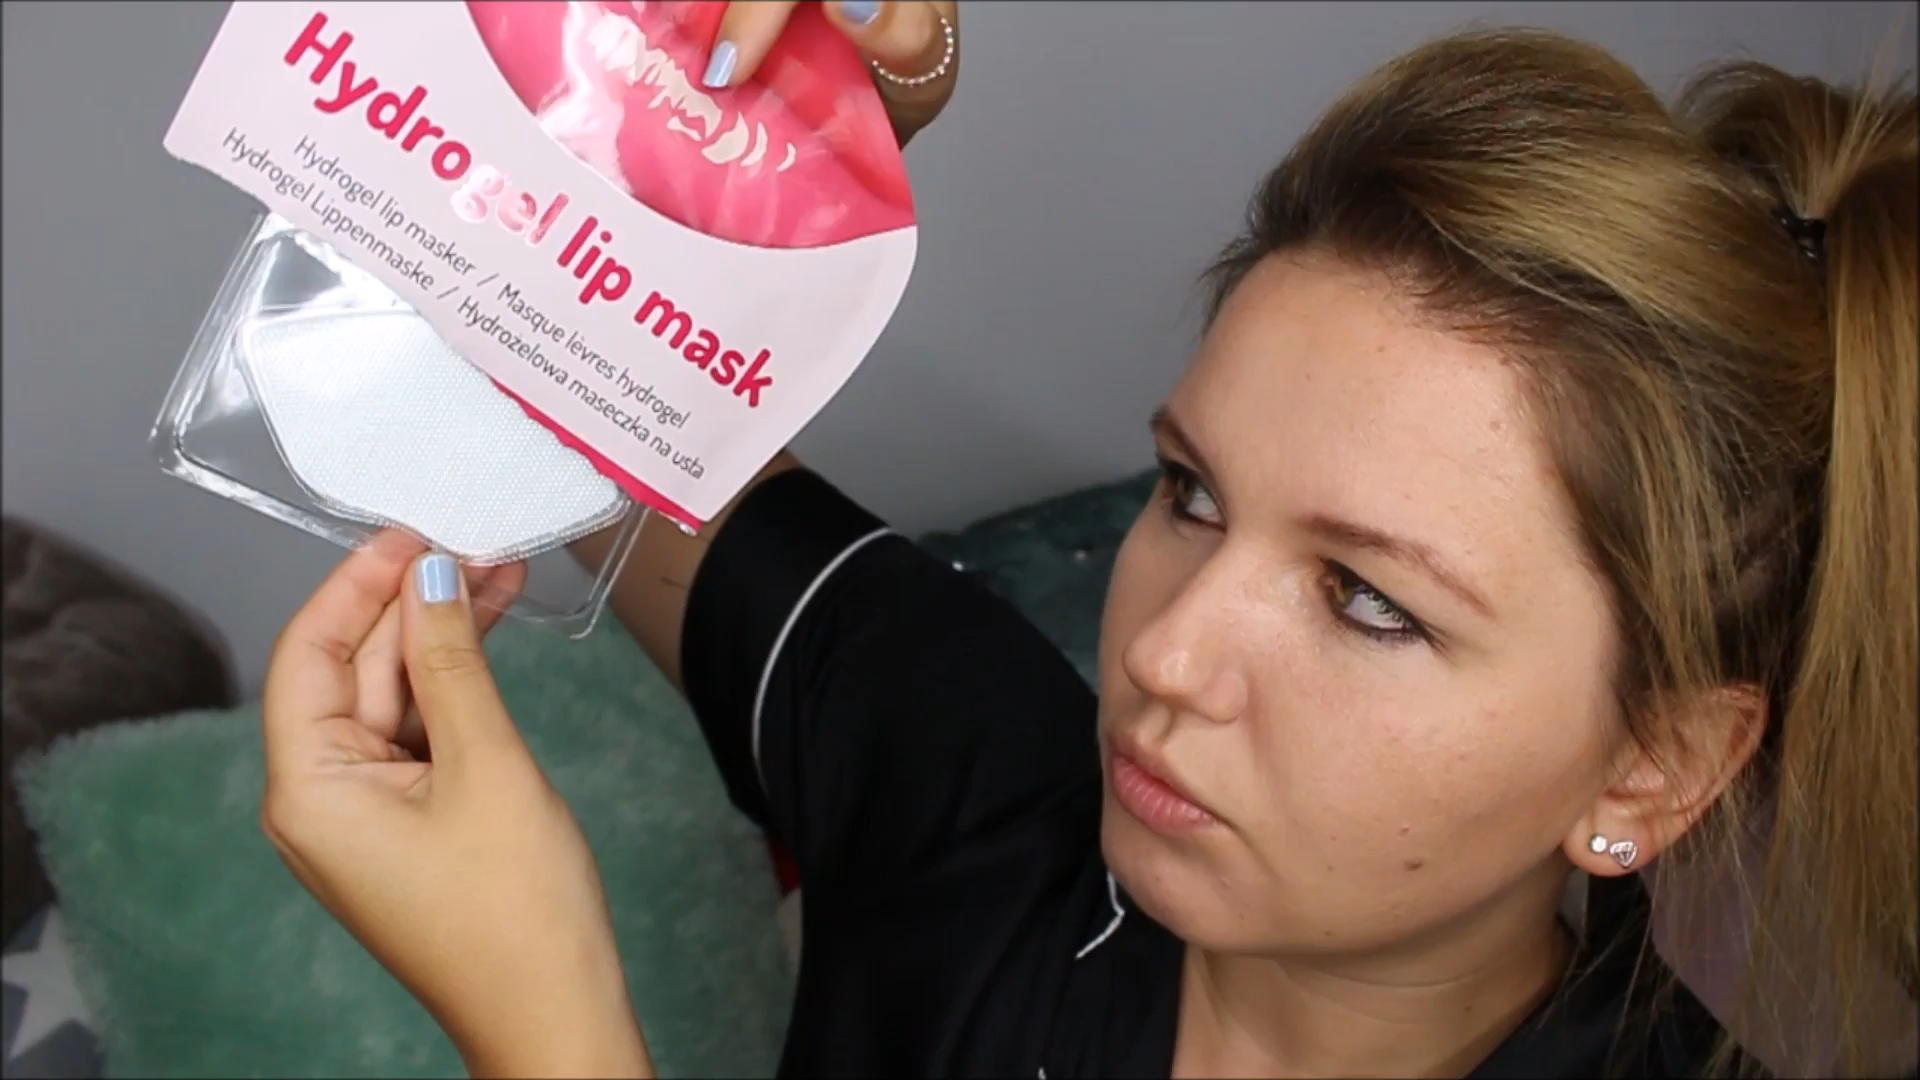 Hydrogel lip mask
Hydrogel lip masker / Masque lèvres hydrogel
Hydrogel Lippenmaske / Hydrożelowa maseczka na usta